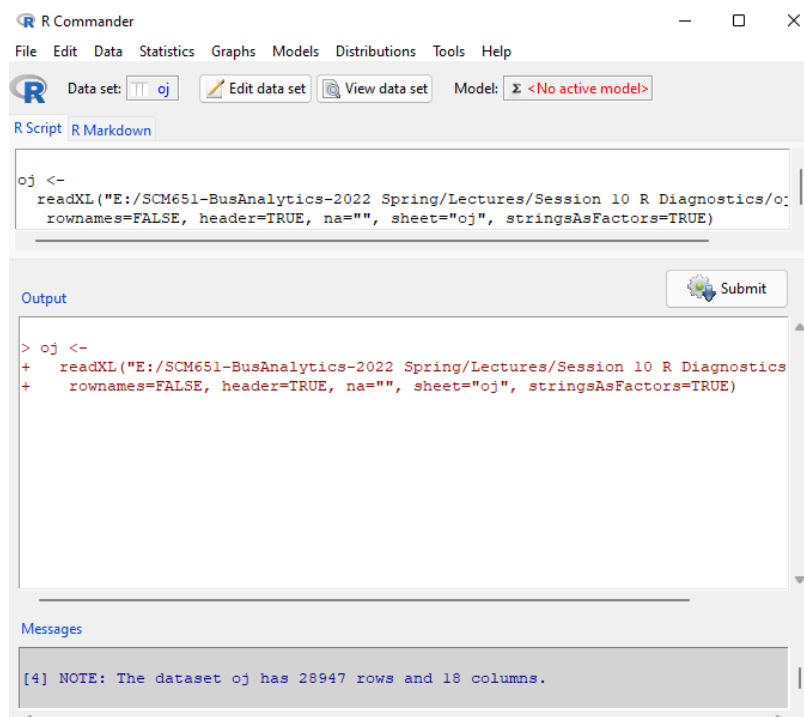 R Commander
File Edit Data Statistics Graphs Models Distributions Tools Help
R Data set: oj Edit data set View data set Model: Σ <No active model>
R Script R Markdown
oj <-
  readXL("E:/SCM651-BusAnalytics-2022 Spring/Lectures/Session 10 R Diagnostics/oj
   rownames=FALSE, header=TRUE, na="", sheet="oj", stringsAsFactors=TRUE)
Submit
Output
> oj <-
+   readXL("E:/SCM651-BusAnalytics-2022 Spring/Lectures/Session 10 R Diagnostics
+    rownames=FALSE, header=TRUE, na="", sheet="oj", stringsAsFactors=TRUE)
Messages
[4] NOTE: The dataset oj has 28947 rows and 18 columns.